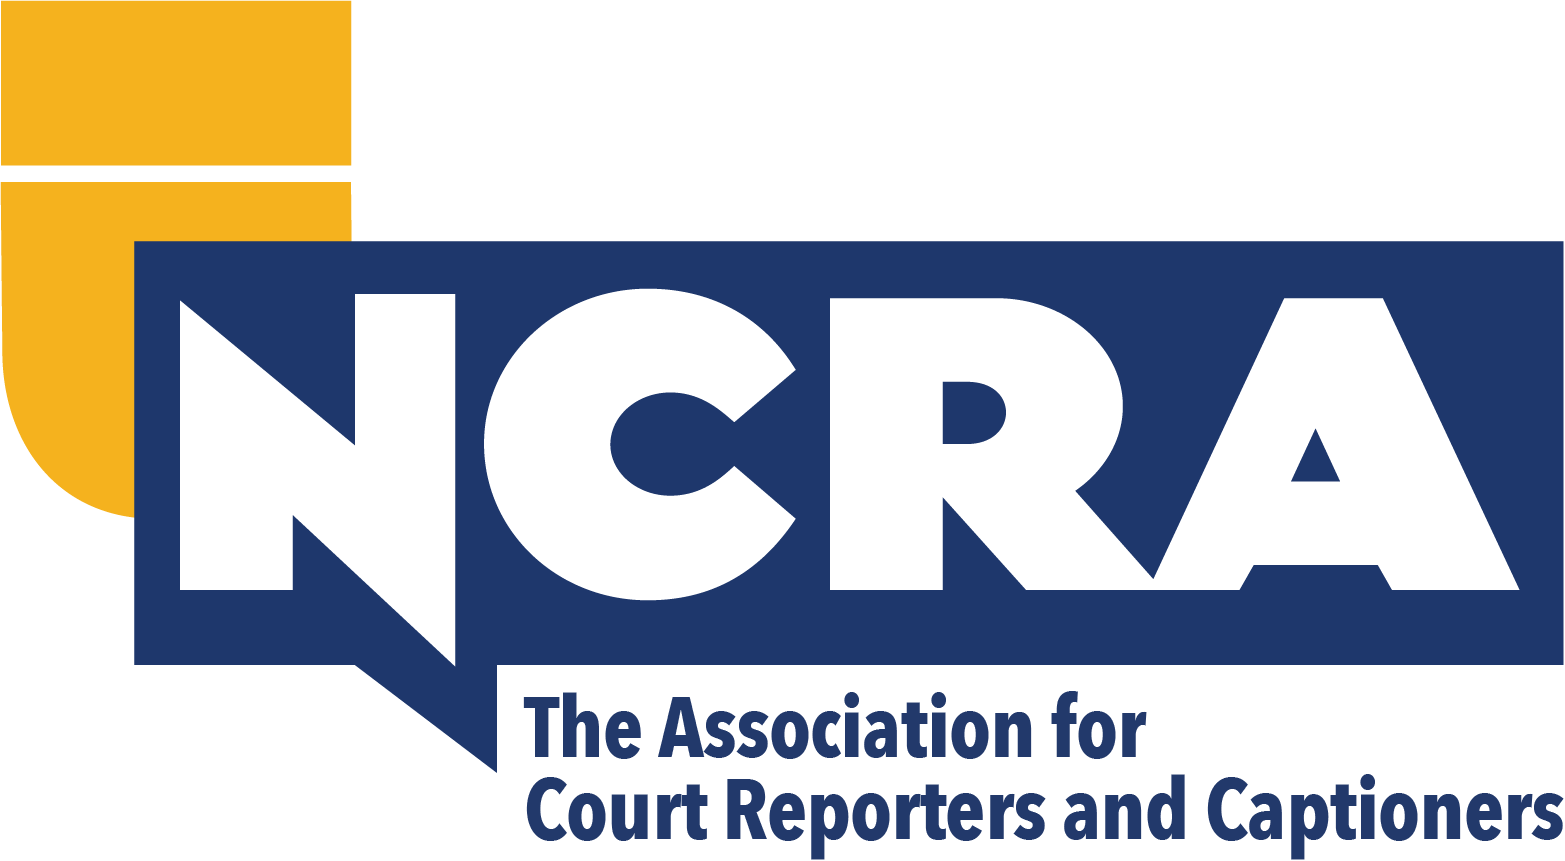 NCRA
The Association for
Court Reporters and Captioners